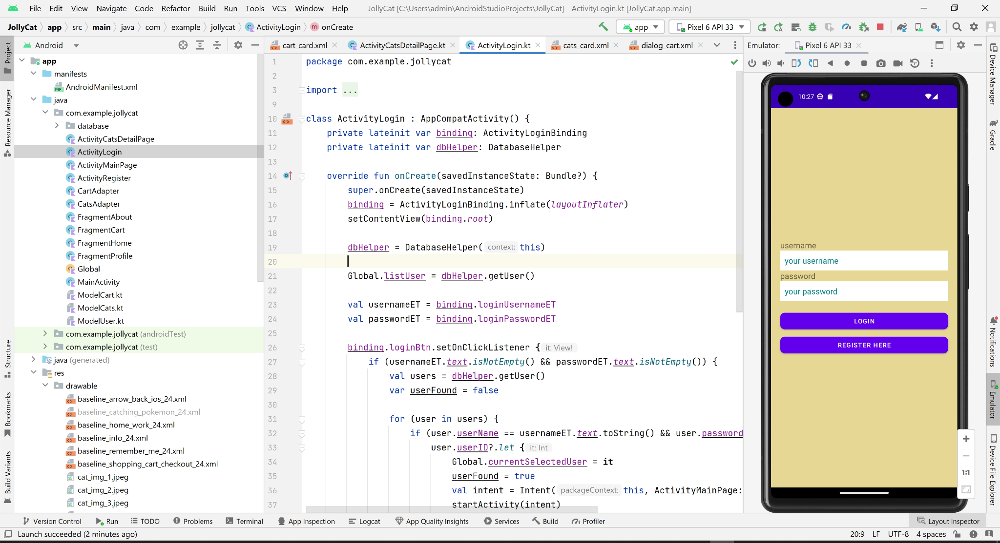 File Edit View Navigate Code Refactor Build Run Tools VCS Window Help JollyCat [C:\Users\admin\AndroidStudioProjects\JollyCat] - ActivityLogin.kt [JollyCat.app.main]
JollyCat app src main java com example jollycat ActivityLogin m onCreate app Pixel 6 API 33
Android
cart_card.xml ActivityCatsDetailPage.kt ActivityLogin.kt cats_card.xml dialog_cart.xml
Emulator: Pixel 6 API 33
Project
Resource Manager
Structure
Bookmarks
Build Variants
app
manifests
MF AndroidManifest.xml
java
com.example.jollycat
database
ActivityCatsDetailPage
ActivityLogin
ActivityMainPage
ActivityRegister
CartAdapter
CatsAdapter
FragmentAbout
FragmentCart
FragmentHome
FragmentProfile
Global
MainActivity
ModelCart.kt
ModelCats.kt
ModelUser.kt
com.example.jollycat (androidTest)
com.example.jollycat (test)
java (generated)
res
drawable
baseline_arrow_back_ios_24.xml
baseline_catching_pokemon_24.xml
baseline_home_work_24.xml
baseline_info_24.xml
baseline_remember_me_24.xml
baseline_shopping_cart_checkout_24.xml
cat_img_1.jpeg
cat_img_2.jpeg
cat_img_3.jpeg
1 package com.example.jollycat
2
3 import ...
9
10 class ActivityLogin : AppCompatActivity() {
11 private lateinit var binding: ActivityLoginBinding
12 private lateinit var dbHelper: DatabaseHelper
13
14 override fun onCreate(savedInstanceState: Bundle?) {
15 super.onCreate(savedInstanceState)
16 binding = ActivityLoginBinding.inflate(layoutInflater)
17 setContentView(binding.root)
18
19 dbHelper = DatabaseHelper( context: this)
20
21 Global.listUser = dbHelper.getUser()
22
23 val usernameET = binding.loginUsernameET
24 val passwordET = binding.loginPasswordET
25
26 binding.loginBtn.setOnClickListener { it: View!
27 if (usernameET.text.isNotEmpty() && passwordET.text.isNotEmpty()) {
28 val users = dbHelper.getUser()
29 var userFound = false
30
31 for (user in users) {
32 if (user.userName == usernameET.text.toString() && user.password
33 user.userID?.let { it: Int
34 Global.currentSelectedUser = it
35 userFound = true
36 val intent = Intent( packageContext: this, ActivityMainPage:
37 startActivity(intent)
10:27
username
your username
password
your password
LOGIN
REGISTER HERE
1:1
Device Manager
Gradle
Notifications
Emulator
Device File Explorer
Version Control Run TODO Problems Terminal App Inspection Logcat App Quality Insights Services Build Profiler Layout Inspector
Launch succeeded (2 minutes ago) 20:9 LF UTF-8 4 spaces